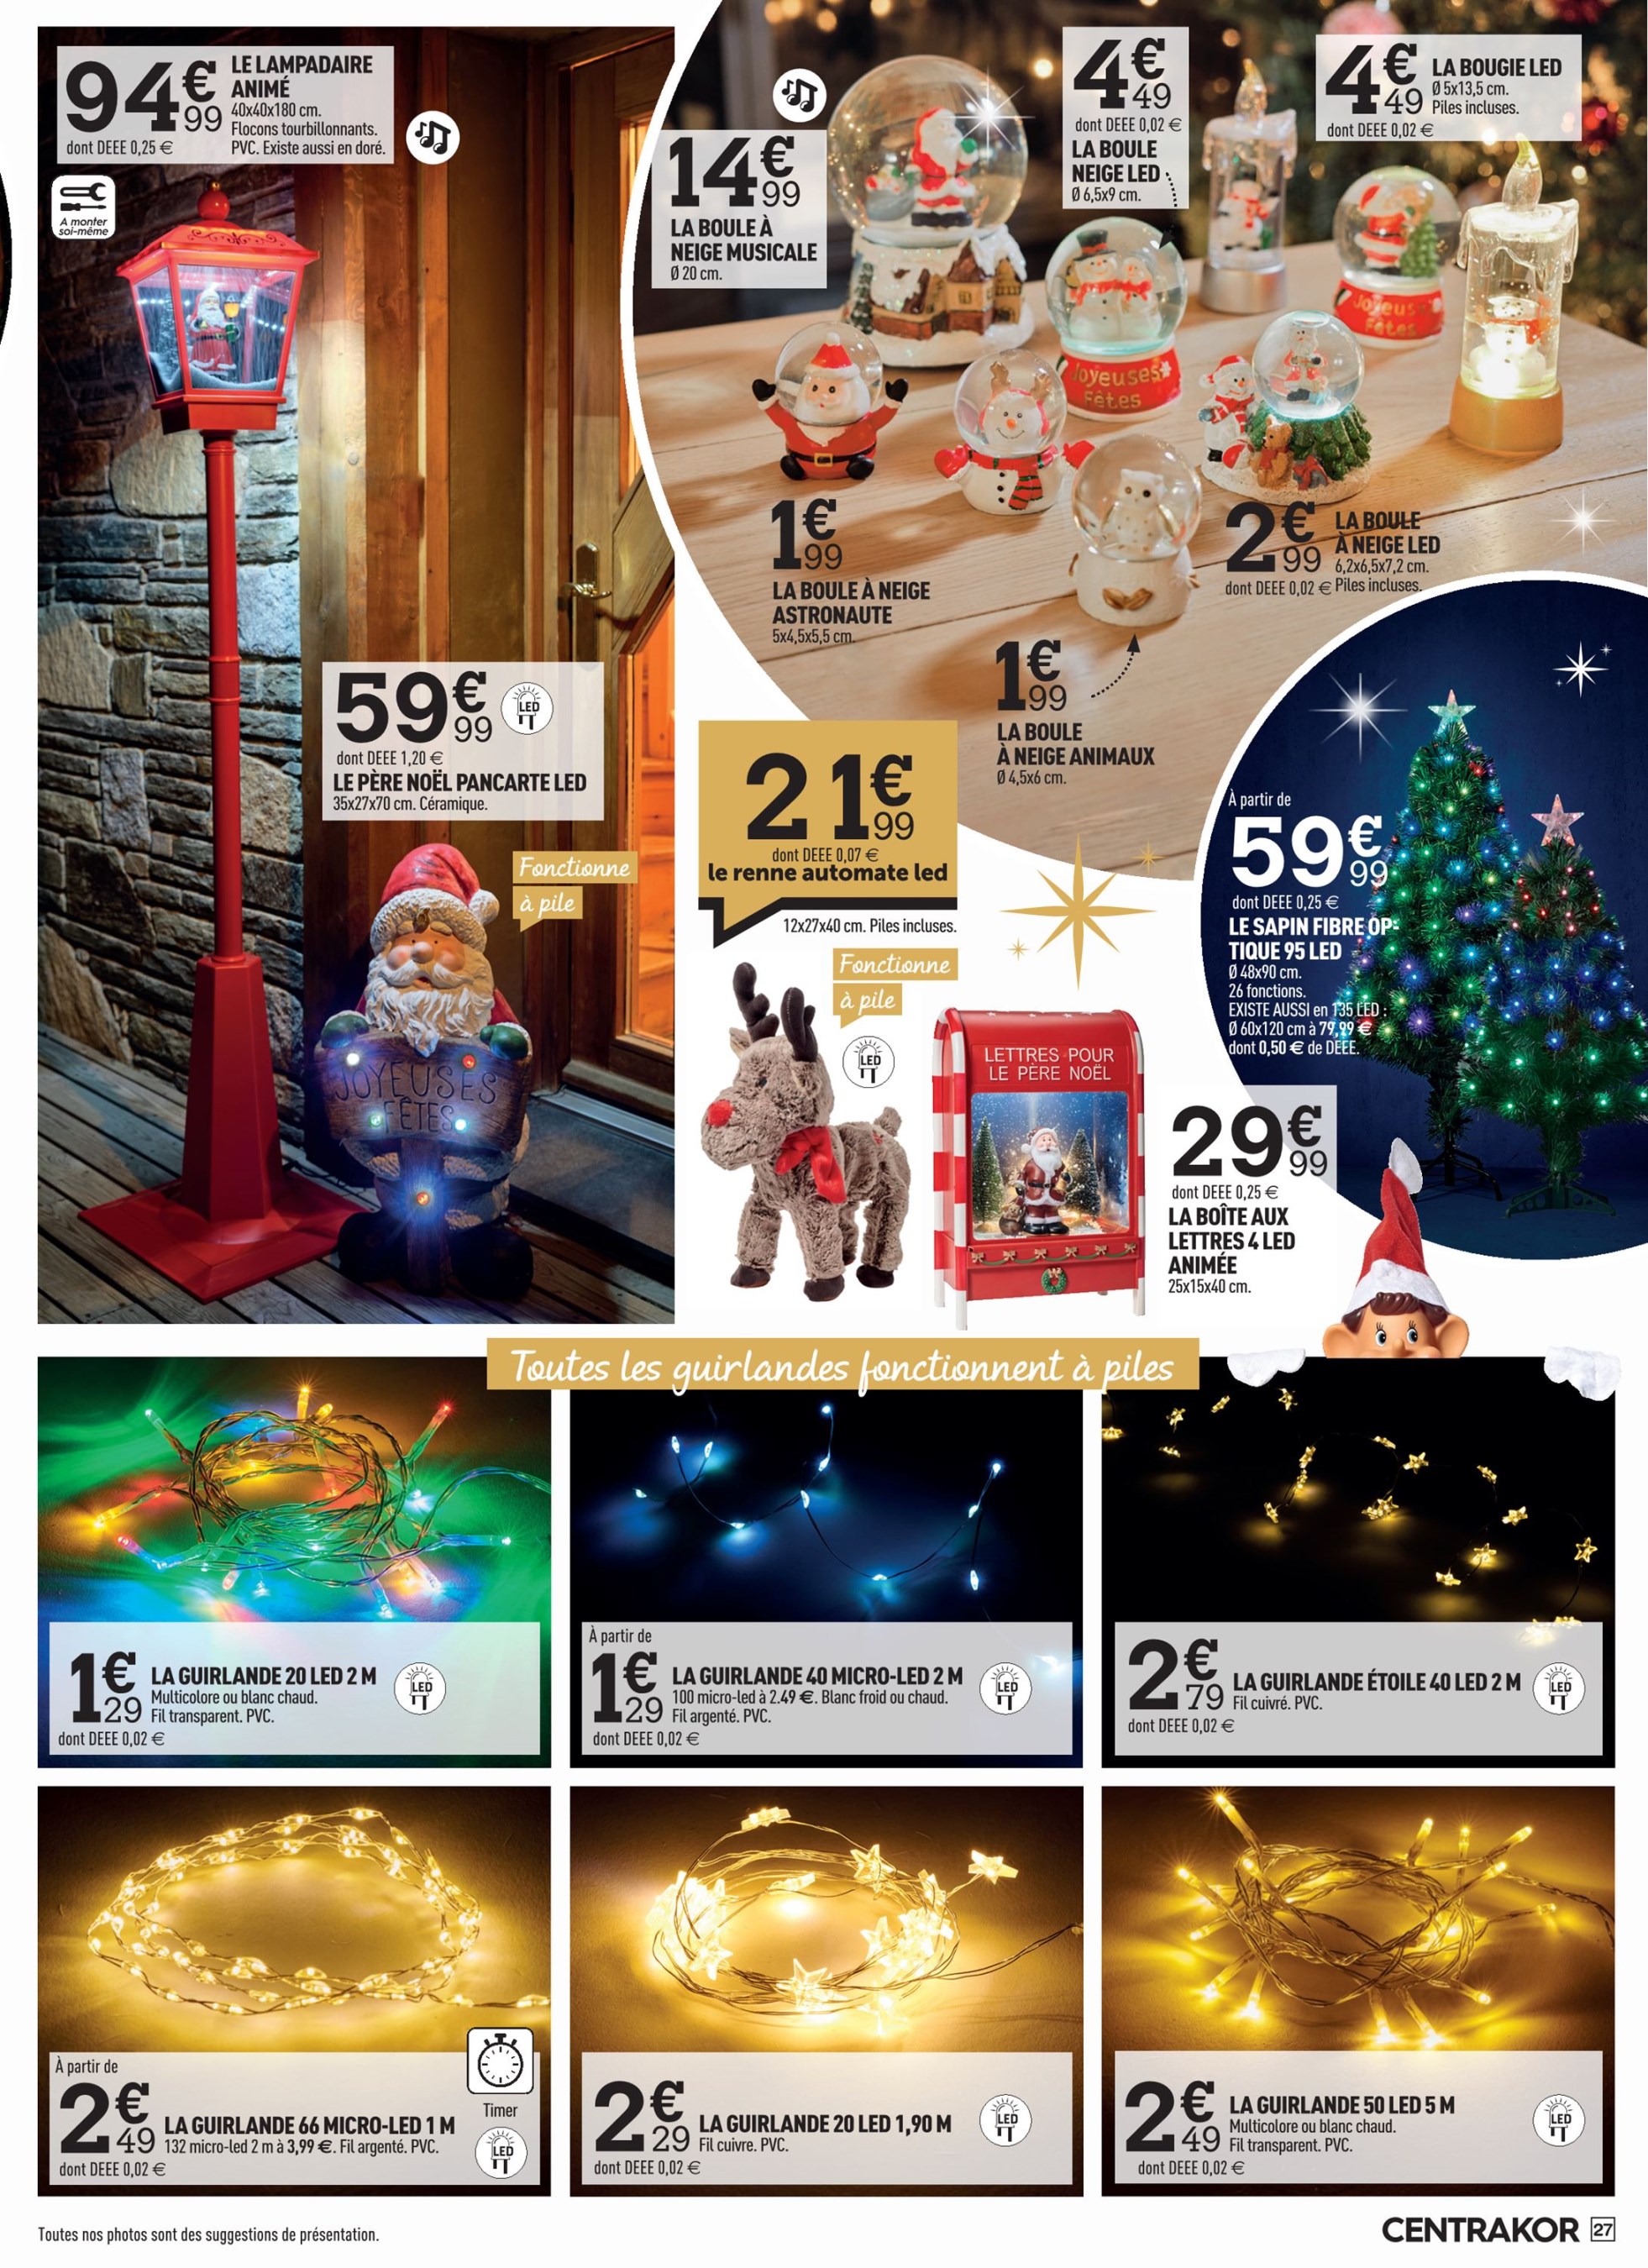 94€99
dont DEEE 0,25 €
LE LAMPADAIRE
ANIMÉ
40x40x180 cm.
Flocons tourbillonnants.
PVC. Existe aussi en doré.
A monter
soi-même
14€99
LA BOULE À
NEIGE MUSICALE
Ø 20 cm.
4€49
dont DEEE 0,02 €
LA BOULE
NEIGE LED
Ø 6,5x9 cm.
4€49
dont DEEE 0,02 €
LA BOUGIE LED
Ø 5x13,5 cm.
Piles incluses.
Joyeuses
Fêtes
Joyeuses
Fêtes
1€99
LA BOULE À NEIGE
ASTRONAUTE
5x4,5x5,5 cm.
2€99
dont DEEE 0,02 €
LA BOULE
À NEIGE LED
6,2x6,5x7,2 cm.
Piles incluses.
1€99
LA BOULE
À NEIGE ANIMAUX
Ø 4,5x6 cm.
59€99
LED
dont DEEE 1,20 €
LE PÈRE NOËL PANCARTE LED
35x27x70 cm. Céramique.
Fonctionne
à pile
JOYEUSES
FÊTES
21€99
dont DEEE 0,07 €
le renne automate led
12x27x40 cm. Piles incluses.
Fonctionne
à pile
LED
LETTRES POUR
LE PÈRE NOËL
À partir de
59€99
dont DEEE 0,25 €
LE SAPIN FIBRE OP-
TIQUE 95 LED
Ø 48x90 cm.
26 fonctions.
EXISTE AUSSI en 135 LED :
Ø 60x120 cm à 79,99 €
dont 0,50 € de DEEE.
29€99
dont DEEE 0,25 €
LA BOÎTE AUX
LETTRES 4 LED
ANIMÉE
25x15x40 cm.
Toutes les guirlandes fonctionnent à piles
1€29
dont DEEE 0,02 €
LA GUIRLANDE 20 LED 2 M
Multicolore ou blanc chaud.
Fil transparent. PVC.
LED
À partir de
1€29
dont DEEE 0,02 €
LA GUIRLANDE 40 MICRO-LED 2 M
100 micro-led à 2.49 €. Blanc froid ou chaud.
Fil argenté. PVC.
LED
2€79
dont DEEE 0,02 €
LA GUIRLANDE ÉTOILE 40 LED 2 M
Fil cuivré. PVC.
LED
À partir de
2€49
dont DEEE 0,02 €
LA GUIRLANDE 66 MICRO-LED 1 M
132 micro-led 2 m à 3,99 €. Fil argenté. PVC.
Timer
LED
2€29
dont DEEE 0,02 €
LA GUIRLANDE 20 LED 1,90 M
Fil cuivre. PVC.
LED
2€49
dont DEEE 0,02 €
LA GUIRLANDE 50 LED 5 M
Multicolore ou blanc chaud.
Fil transparent. PVC.
LED
Toutes nos photos sont des suggestions de présentation.
CENTRAKOR 27